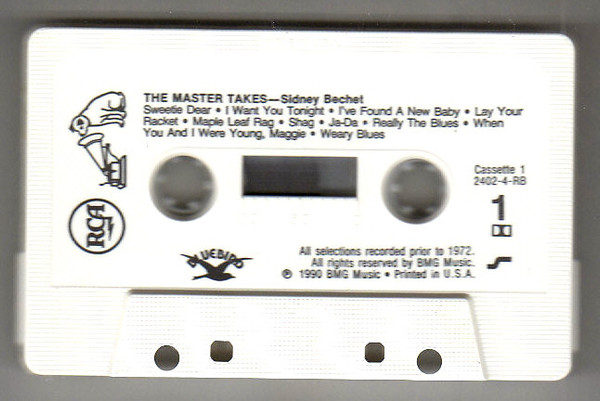 THE MASTER TAKES—Sidney Bechet
Sweetie Dear • I Want You Tonight • I've Found A New Baby • Lay Your
Racket • Maple Leaf Rag • Shag • Ja-Da • Really The Blues • When
You And I Were Young, Maggie • Weary Blues
Cassette 1
2402-4-RB
1
RCA
BLUEBIRD
All selections recorded prior to 1972.
All rights reserved by BMG Music.
℗ 1990 BMG Music • Printed in U.S.A.